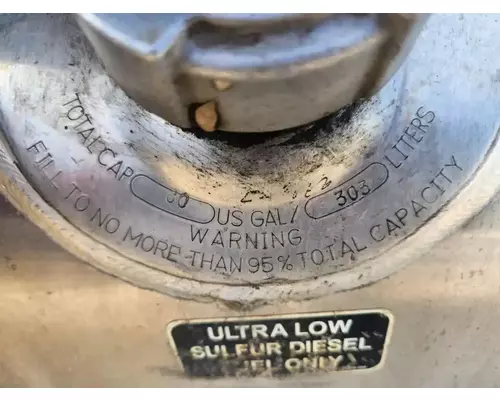 TOTAL CAP US GAL/ 303 LITERS
WARNING
FILL TO NO MORE THAN 95% TOTAL CAPACITY
ULTRA LOW
SULFUR DIESEL
ONLY